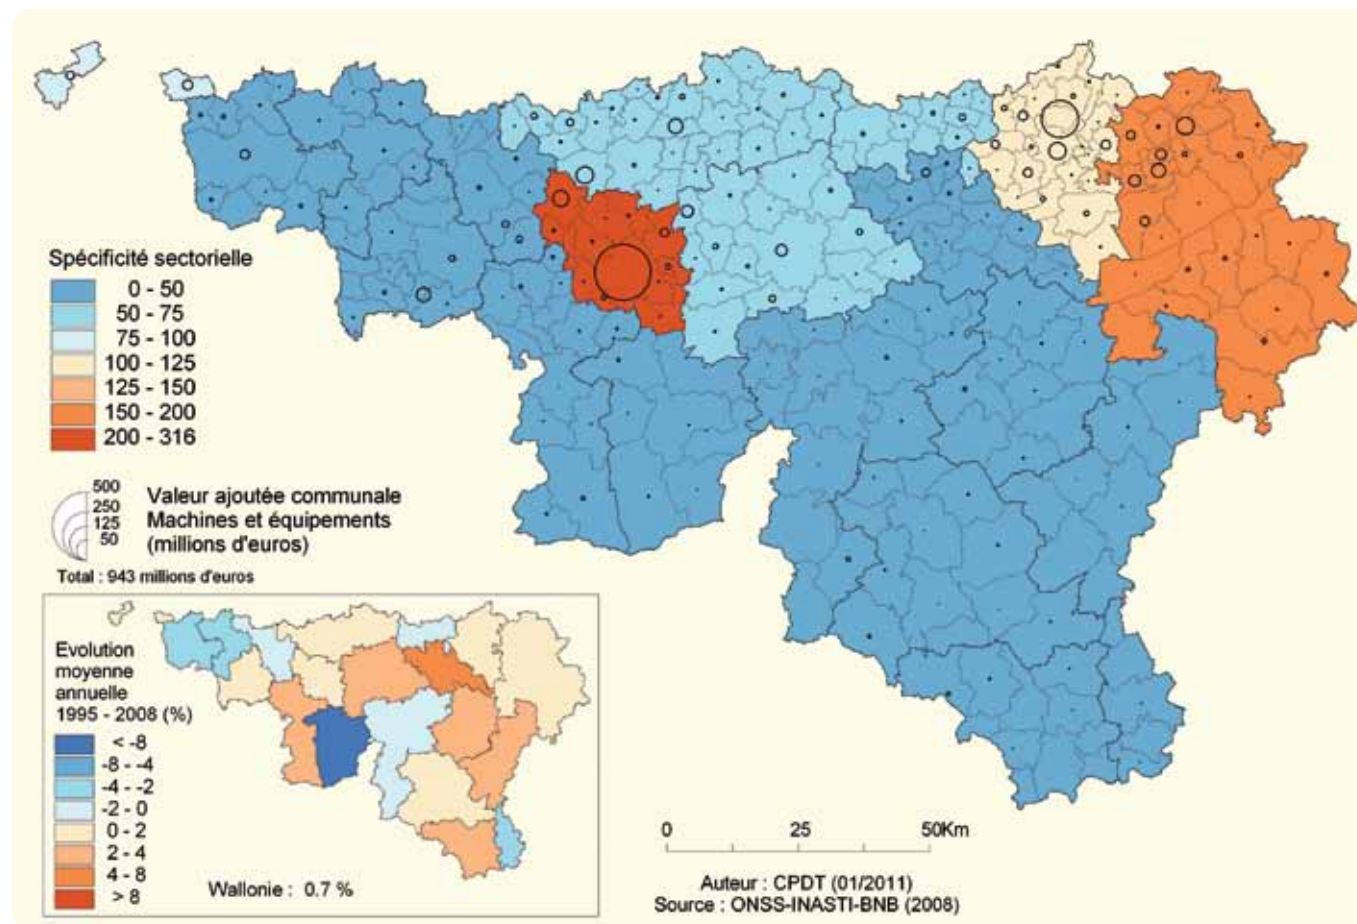 Spécificité sectorielle
0 - 50
50 - 75
75 - 100
100 - 125
125 - 150
150 - 200
200 - 316
500
250
125
50
Valeur ajoutée communale
Machines et équipements
(millions d'euros)
Total : 943 millions d'euros
Evolution
moyenne
annuelle
1995 - 2008 (%)
< -8
-8 - -4
-4 - -2
-2 - 0
0 - 2
2 - 4
4 - 8
> 8
Wallonie : 0.7 %
0 25 50Km
Auteur : CPDT (01/2011)
Source : ONSS-INASTI-BNB (2008)